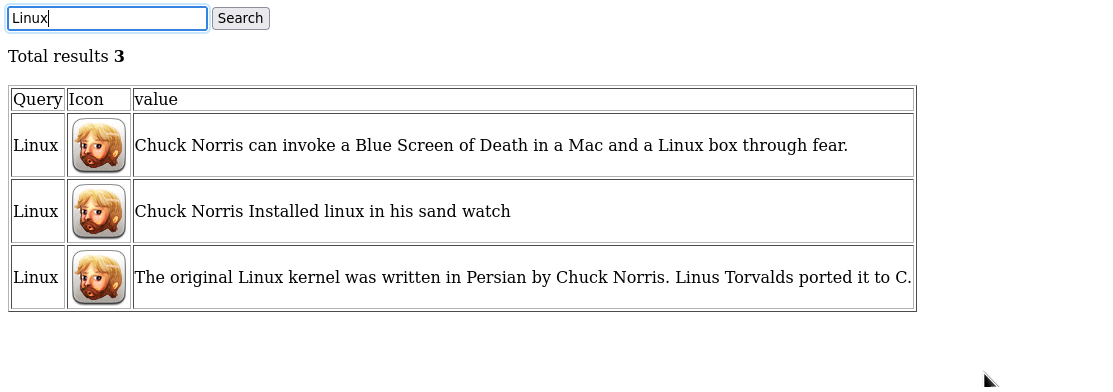 Linux Search
Total results 3
Query Icon value
Linux Chuck Norris can invoke a Blue Screen of Death in a Mac and a Linux box through fear.
Linux Chuck Norris Installed linux in his sand watch
Linux The original Linux kernel was written in Persian by Chuck Norris. Linus Torvalds ported it to C.